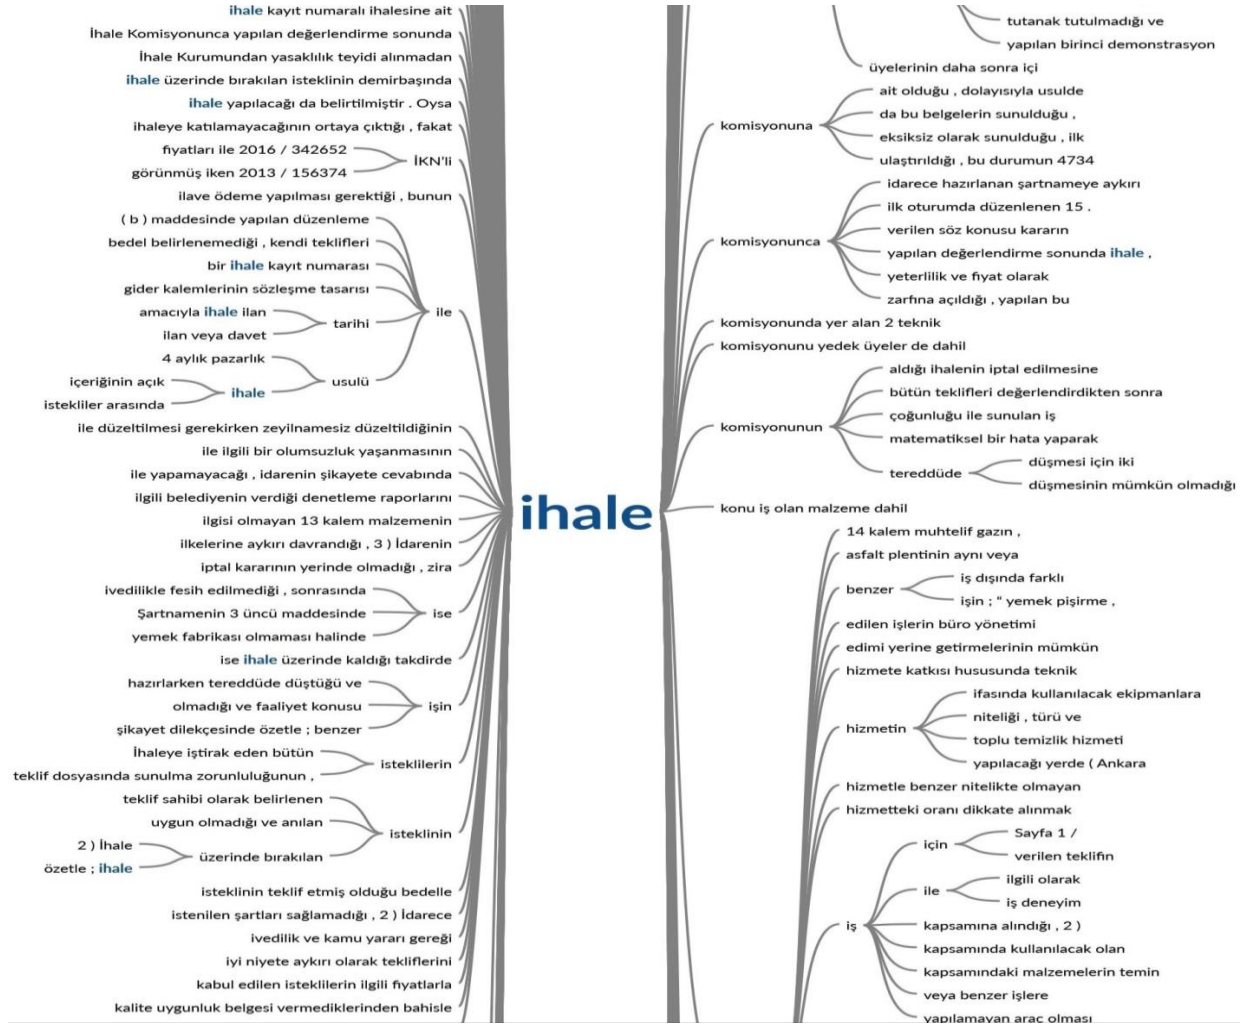 ihale kayıt numaralı ihalesine ait
İhale Komisyonunca yapılan değerlendirme sonunda
İhale Kurumundan yasaklılık teyidi alınmadan
ihale üzerinde bırakılan isteklinin demirbaşında
ihale yapılacağı da belirtilmiştir . Oysa
ihaleye katılamayacağının ortaya çıktığı , fakat
fiyatları ile 2016 / 342652
görünmüş iken 2013 / 156374
İKN'li
ilave ödeme yapılması gerektiği , bunun
( b ) maddesinde yapılan düzenleme
bedel belirlenemediği , kendi teklifleri
bir ihale kayıt numarası
gider kalemlerinin sözleşme tasarısı
amacıyla ihale ilan
ilan veya davet
tarihi
ile
4 aylık pazarlık
içeriğinin açık
istekliler arasında
ihale
usulü
ile düzeltilmesi gerekirken zeyilnamesiz düzeltildiğinin
ile ilgili bir olumsuzluk yaşanmasının
ile yapamayacağı , idarenin şikayete cevabında
ilgili belediyenin verdiği denetleme raporlarını
ilgisi olmayan 13 kalem malzemenin
ilkelerine aykırı davrandığı , 3 ) İdarenin
iptal kararının yerinde olmadığı , zira
ivedilikle fesih edilmediği , sonrasında
Şartnamenin 3 üncü maddesinde
yemek fabrikası olmaması halinde
ise
ise ihale üzerinde kaldığı takdirde
hazırlarken tereddüde düştüğü ve
olmadığı ve faaliyet konusu
şikayet dilekçesinde özetle ; benzer
işin
İhaleye iştirak eden bütün
teklif dosyasında sunulma zorunluluğunun ,
isteklilerin
teklif sahibi olarak belirlenen
uygun olmadığı ve anılan
2 ) İhale
özetle ; ihale
üzerinde bırakılan
isteklinin
isteklinin teklif etmiş olduğu bedelle
istenilen şartları sağlamadığı , 2 ) İdarece
ivedilik ve kamu yararı gereği
iyi niyete aykırı olarak tekliflerini
kabul edilen isteklilerin ilgili fiyatlarla
kalite uygunluk belgesi vermediklerinden bahisle
ihale
tutanak tutulmadığı ve
yapılan birinci demonstrasyon
üyelerinin daha sonra içi
komisyonuna
ait olduğu , dolayısıyla usulde
da bu belgelerin sunulduğu ,
eksiksiz olarak sunulduğu , ilk
ulaştırıldığı , bu durumun 4734
komisyonunca
idarece hazırlanan şartnameye aykırı
ilk oturumda düzenlenen 15 .
verilen söz konusu kararın
yapılan değerlendirme sonunda ihale ,
yeterlilik ve fiyat olarak
zarfına açıldığı , yapılan bu
komisyonunda yer alan 2 teknik
komisyonunu yedek üyeler de dahil
komisyonunun
aldığı ihalenin iptal edilmesine
bütün teklifleri değerlendirdikten sonra
çoğunluğu ile sunulan iş
matematiksel bir hata yaparak
tereddüde
düşmesi için iki
düşmesinin mümkün olmadığı
konu iş olan malzeme dahil
14 kalem muhtelif gazın ,
asfalt plentinin aynı veya
benzer
iş dışında farklı
işin ; “ yemek pişirme ,
edilen işlerin büro yönetimi
edimi yerine getirmelerinin mümkün
hizmete katkısı hususunda teknik
hizmetin
ifasında kullanılacak ekipmanlara
niteliği , türü ve
toplu temizlik hizmeti
yapılacağı yerde ( Ankara
hizmetle benzer nitelikte olmayan
hizmetteki oranı dikkate alınmak
iş
için
Sayfa 1 /
verilen teklifin
ile
ilgili olarak
iş deneyim
kapsamına alındığı , 2 )
kapsamında kullanılacak olan
kapsamındaki malzemelerin temin
veya benzer işlere
yapılamayan araç olması